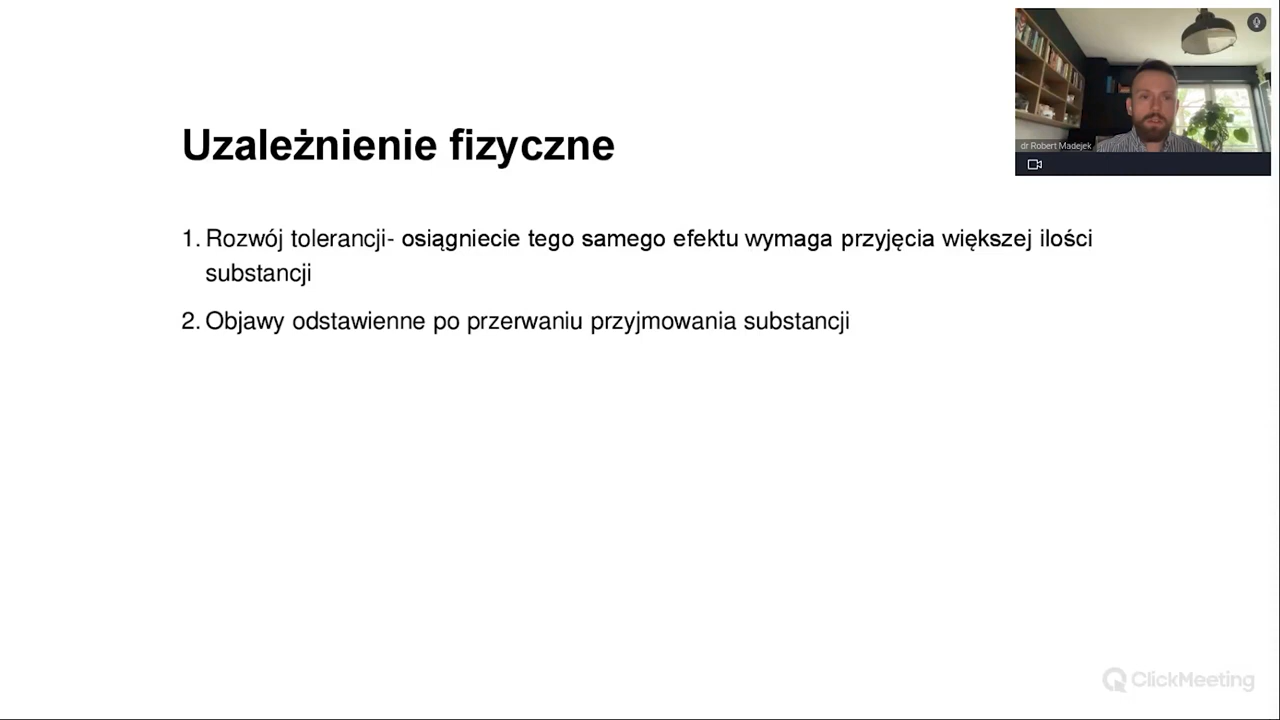 dr Robert Madejek
Uzależnienie fizyczne
1. Rozwój tolerancji- osiągniecie tego samego efektu wymaga przyjęcia większej ilości
substancji
2. Objawy odstawienne po przerwaniu przyjmowania substancji
ClickMeeting